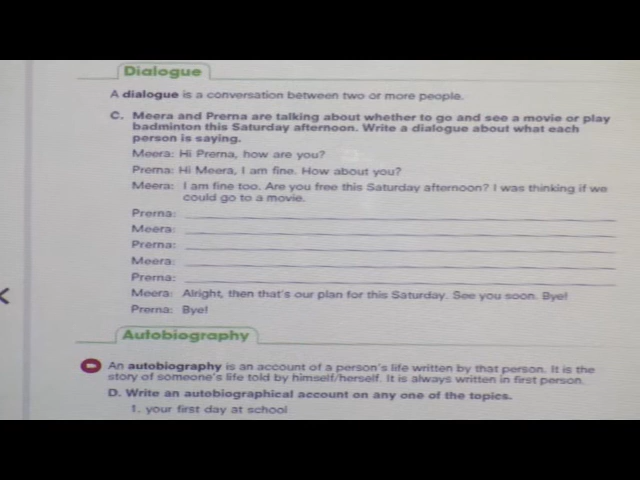 Dialogue
A dialogue is a conversation between two or more people.
C. Meera and Prerna are talking about whether to go and see a movie or play
badminton this Saturday afternoon. Write a dialogue about what each
person is saying.
Meera: Hi Prerna, how are you?
Prerna: Hi Meera, I am fine. How about you?
Meera: I am fine too. Are you free this Saturday afternoon? I was thinking if we
could go to a movie.
Prerna:
Meera:
Prerna:
Meera:
Prerna:
Meera: Alright, then that's our plan for this Saturday. See you soon. Bye!
Prerna: Bye!
Autobiography
An autobiography is an account of a person's life written by that person. It is the
story of someone's life told by himself/herself. It is always written in first person.
D. Write an autobiographical account on any one of the topics.
1. your first day at school